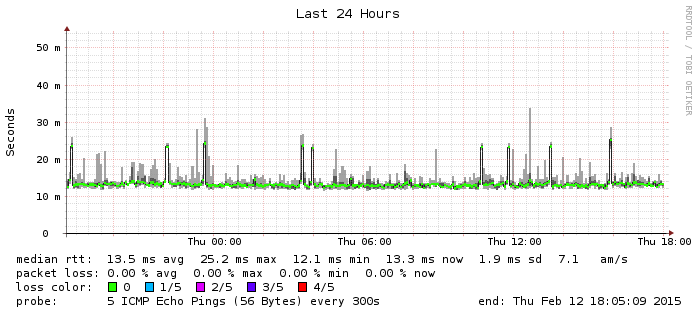 Last 24 Hours
RRDTOOL / TOBI OETIKER
Seconds
50 m
40 m
30 m
20 m
10 m
0
Thu 00:00 Thu 06:00 Thu 12:00 Thu 18:00
median rtt: 13.5 ms avg 25.2 ms max 12.1 ms min 13.3 ms now 1.9 ms sd 7.1 am/s
packet loss: 0.00 % avg 0.00 % max 0.00 % min 0.00 % now
loss color: 0 1/5 2/5 3/5 4/5
probe: 5 ICMP Echo Pings (56 Bytes) every 300s end: Thu Feb 12 18:05:09 2015